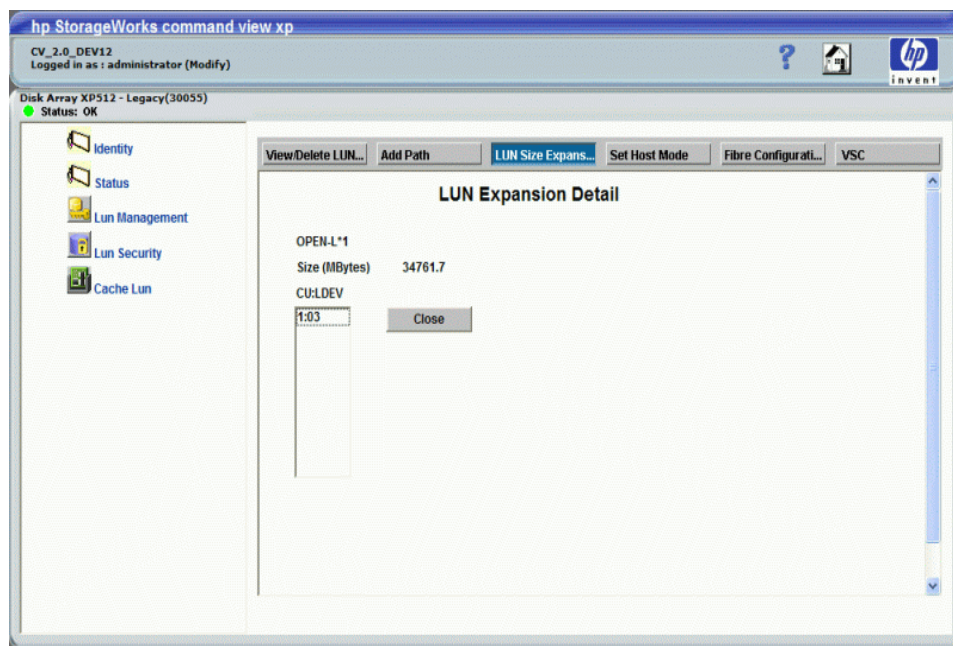 hp StorageWorks command view xp
CV_2.0_DEV12
Logged in as : administrator (Modify)
?
hp
invent
Disk Array XP512 - Legacy(30055)
Status: OK
Identity
Status
Lun Management
Lun Security
Cache Lun
View/Delete LUN... Add Path LUN Size Expans... Set Host Mode Fibre Configurati... VSC
LUN Expansion Detail
OPEN-L*1
Size (MBytes) 34761.7
CU:LDEV
1:03 Close